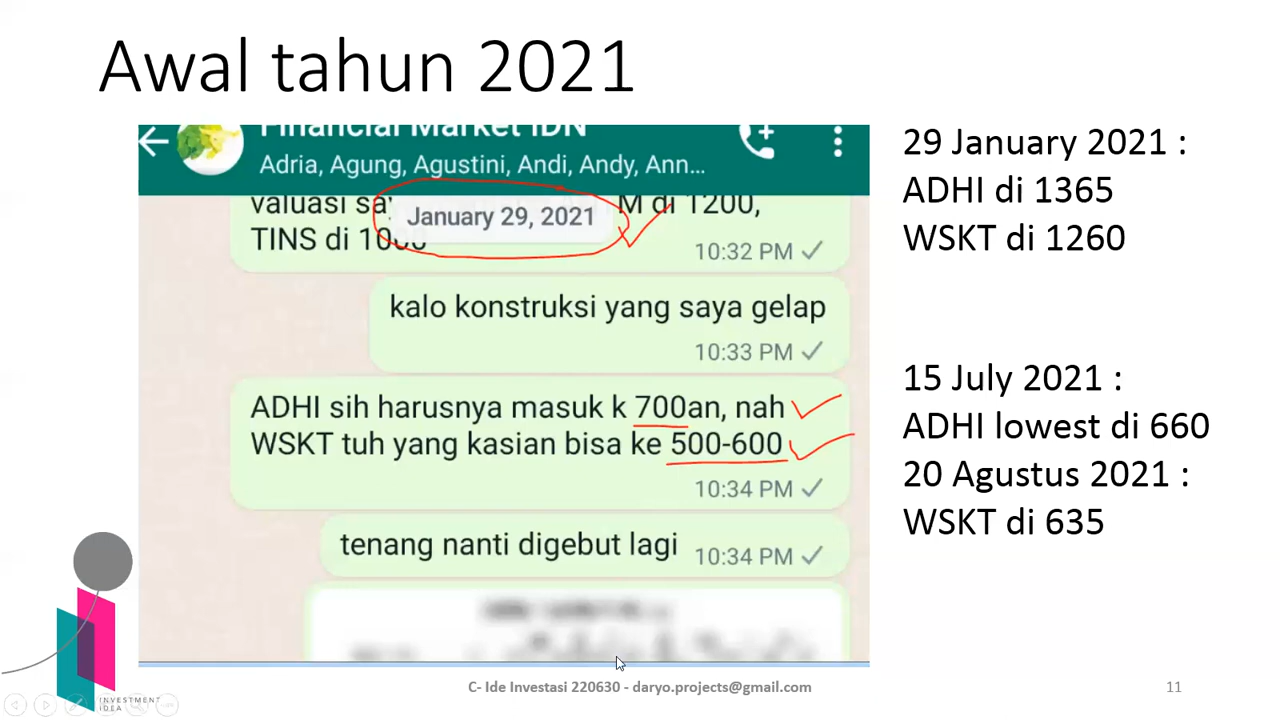 Awal tahun 2021
Financial Market IDN
Adria, Agung, Agustini, Andi, Andy, Ann...
valuasi M di 1200,
January 29, 2021
TINS di 1000
10:32 PM
kalo konstruksi yang saya gelap
10:33 PM
ADHI sih harusnya masuk k 700an, nah
WSKT tuh yang kasian bisa ke 500-600
10:34 PM
tenang nanti digebut lagi 10:34 PM
29 January 2021 :
ADHI di 1365
WSKT di 1260
15 July 2021 :
ADHI lowest di 660
20 Agustus 2021 :
WSKT di 635
INVESTMENT
IDEA
C- Ide Investasi 220630 - daryo.projects@gmail.com
11